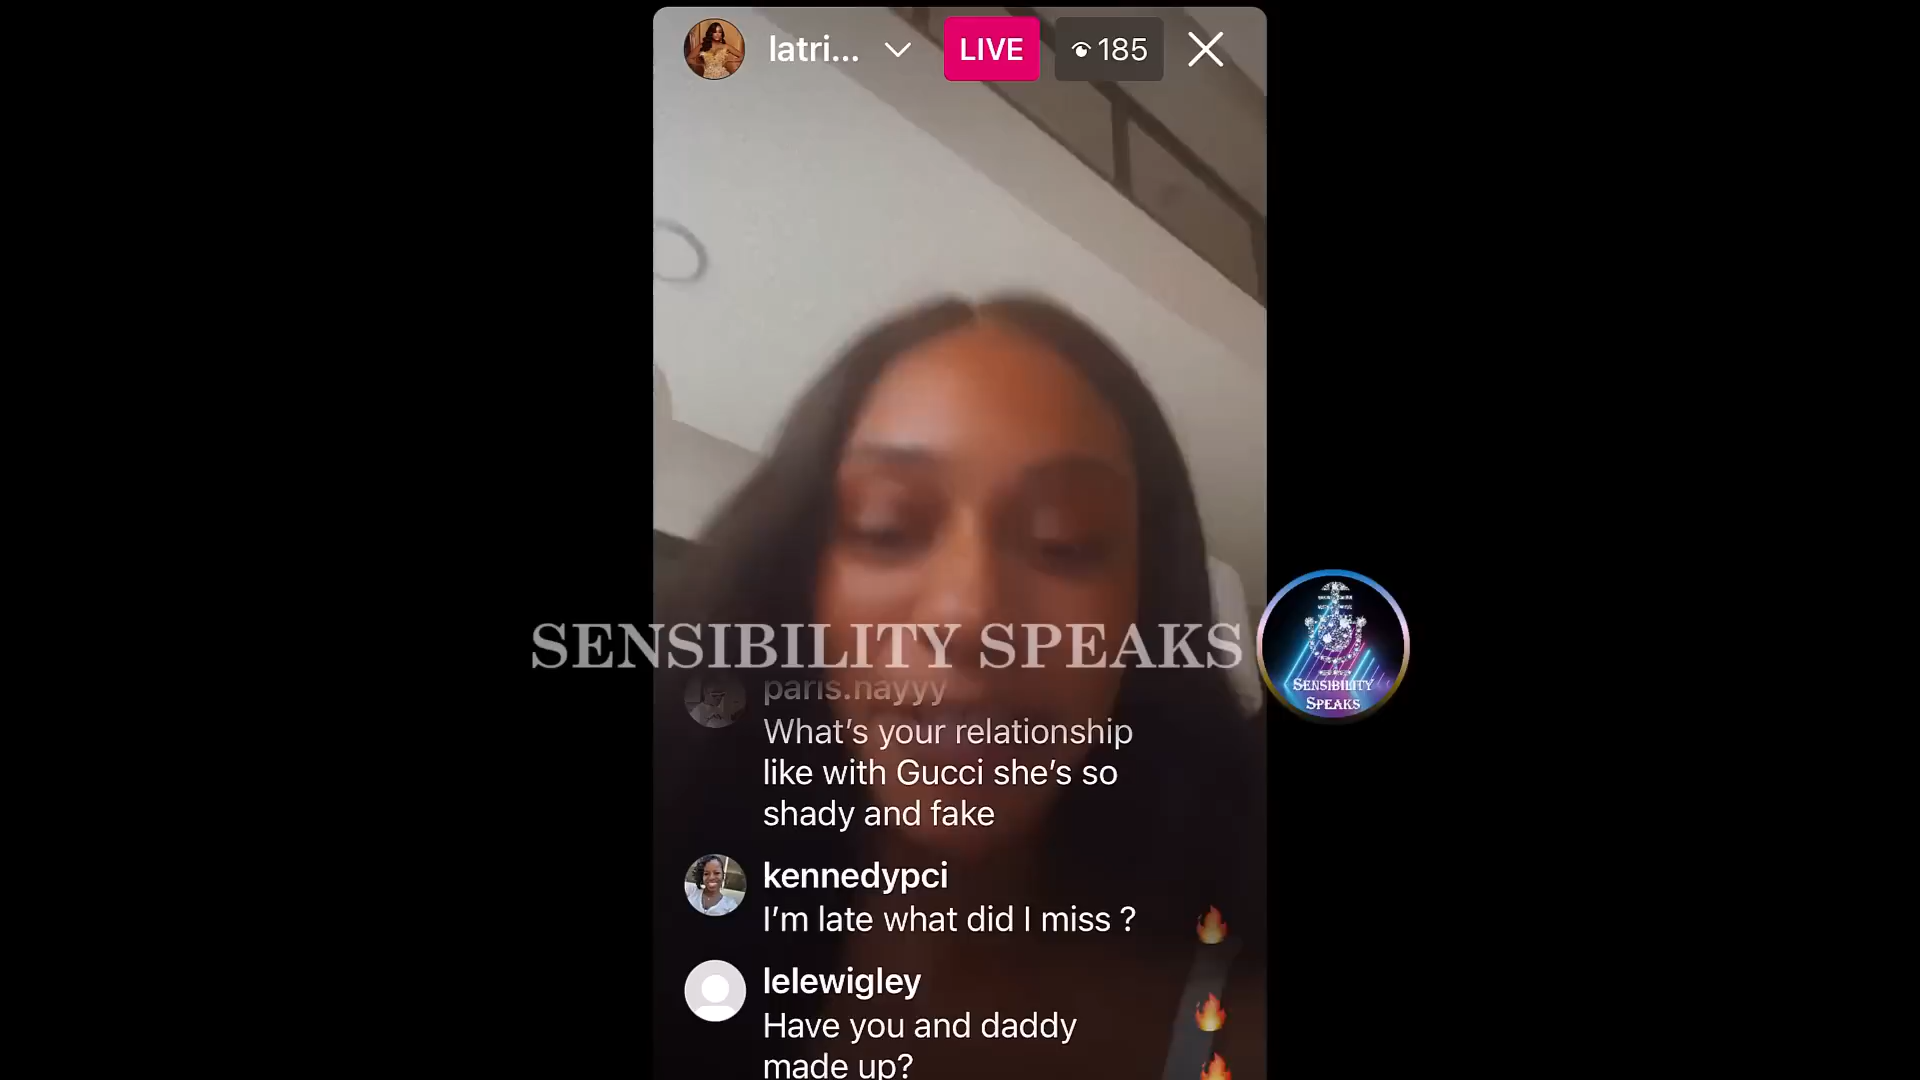 latri...
LIVE
185
SENSIBILITY SPEAKS
paris.nayyy
What's your relationship
like with Gucci she's so
shady and fake
SENSIBILITY
SPEAKS
kennedypci
I'm late what did I miss ?
lelewigley
Have you and daddy
made up?